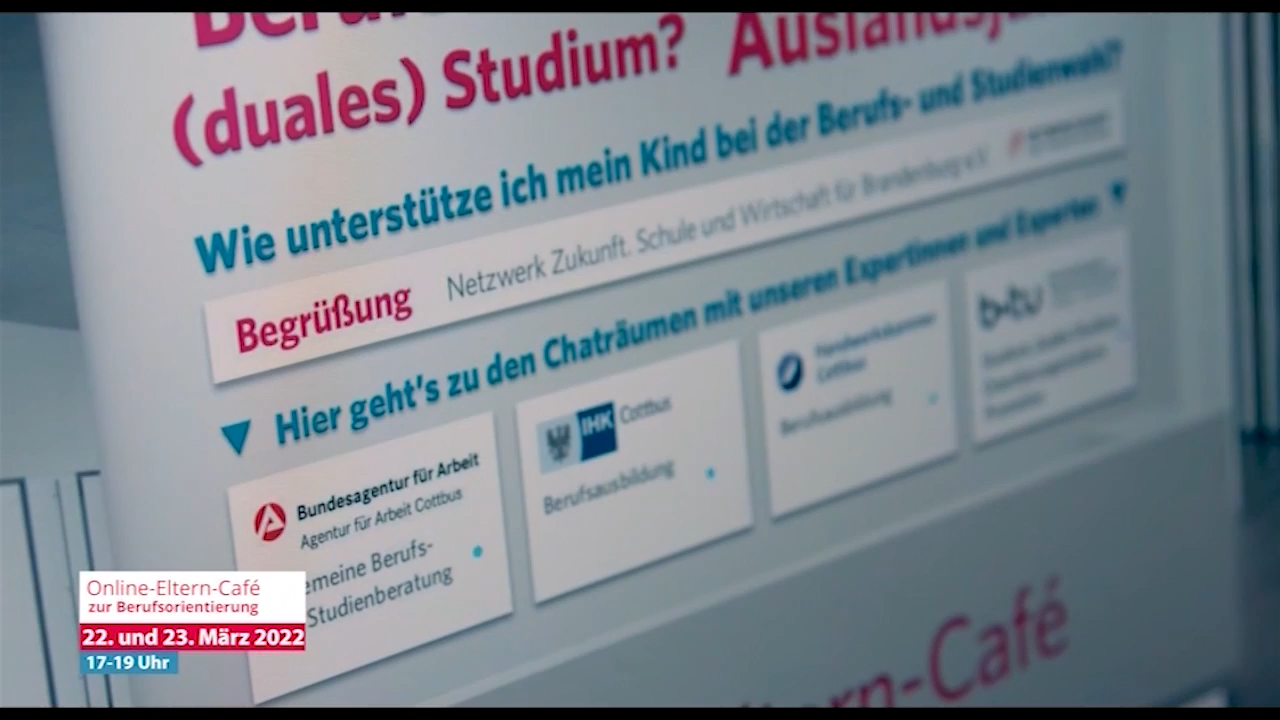 (duales) Studium?
Wie unterstütze ich mein Kind bei der Berufs- und Studienwahl?
Begrüßung Netzwerk Zukunft. Schule und Wirtschaft für Brandenburg e.V.
Hier geht's zu den Chaträumen mit unseren Expertinnen und Experten
Bundesagentur für Arbeit
Agentur für Arbeit Cottbus
Berufs-
Studienberatung
IHK Cottbus
Berufsausbildung
Handwerkskammer
Cottbus
Berufsausbildung
b-tu
-Café
Online-Eltern-Café
zur Berufsorientierung
22. und 23. März 2022
17-19 Uhr